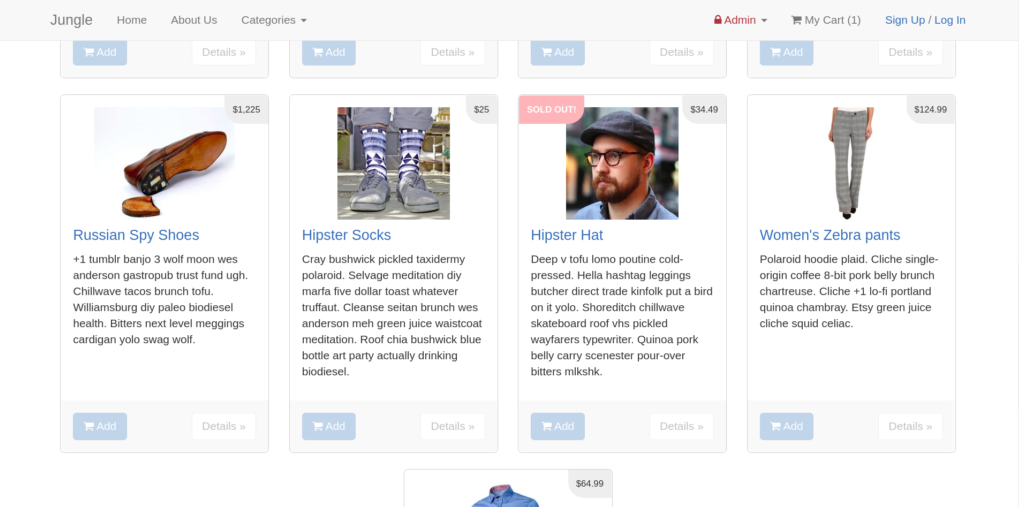 Jungle Home About Us Categories Admin My Cart (1) Sign Up / Log In
Add Details » Add Details » Add Details » Add Details »
$1,225
$25
SOLD OUT! $34.49
$124.99
Russian Spy Shoes
+1 tumblr banjo 3 wolf moon wes
anderson gastropub trust fund ugh.
Chillwave tacos brunch tofu.
Williamsburg diy paleo biodiesel
health. Bitters next level meggings
cardigan yolo swag wolf.
Hipster Socks
Cray bushwick pickled taxidermy
polaroid. Selvage meditation diy
marfa five dollar toast whatever
truffaut. Cleanse seitan brunch wes
anderson meh green juice waistcoat
meditation. Roof chia bushwick blue
bottle art party actually drinking
biodiesel.
Hipster Hat
Deep v tofu lomo poutine cold-
pressed. Hella hashtag leggings
butcher direct trade kinfolk put a bird
on it yolo. Shoreditch chillwave
skateboard roof vhs pickled
wayfarers typewriter. Quinoa pork
belly carry scenester pour-over
bitters mlkshk.
Women's Zebra pants
Polaroid hoodie plaid. Cliche single-
origin coffee 8-bit pork belly brunch
chartreuse. Cliche +1 lo-fi portland
quinoa chambray. Etsy green juice
cliche squid celiac.
Add Details » Add Details » Add Details » Add Details »
$64.99